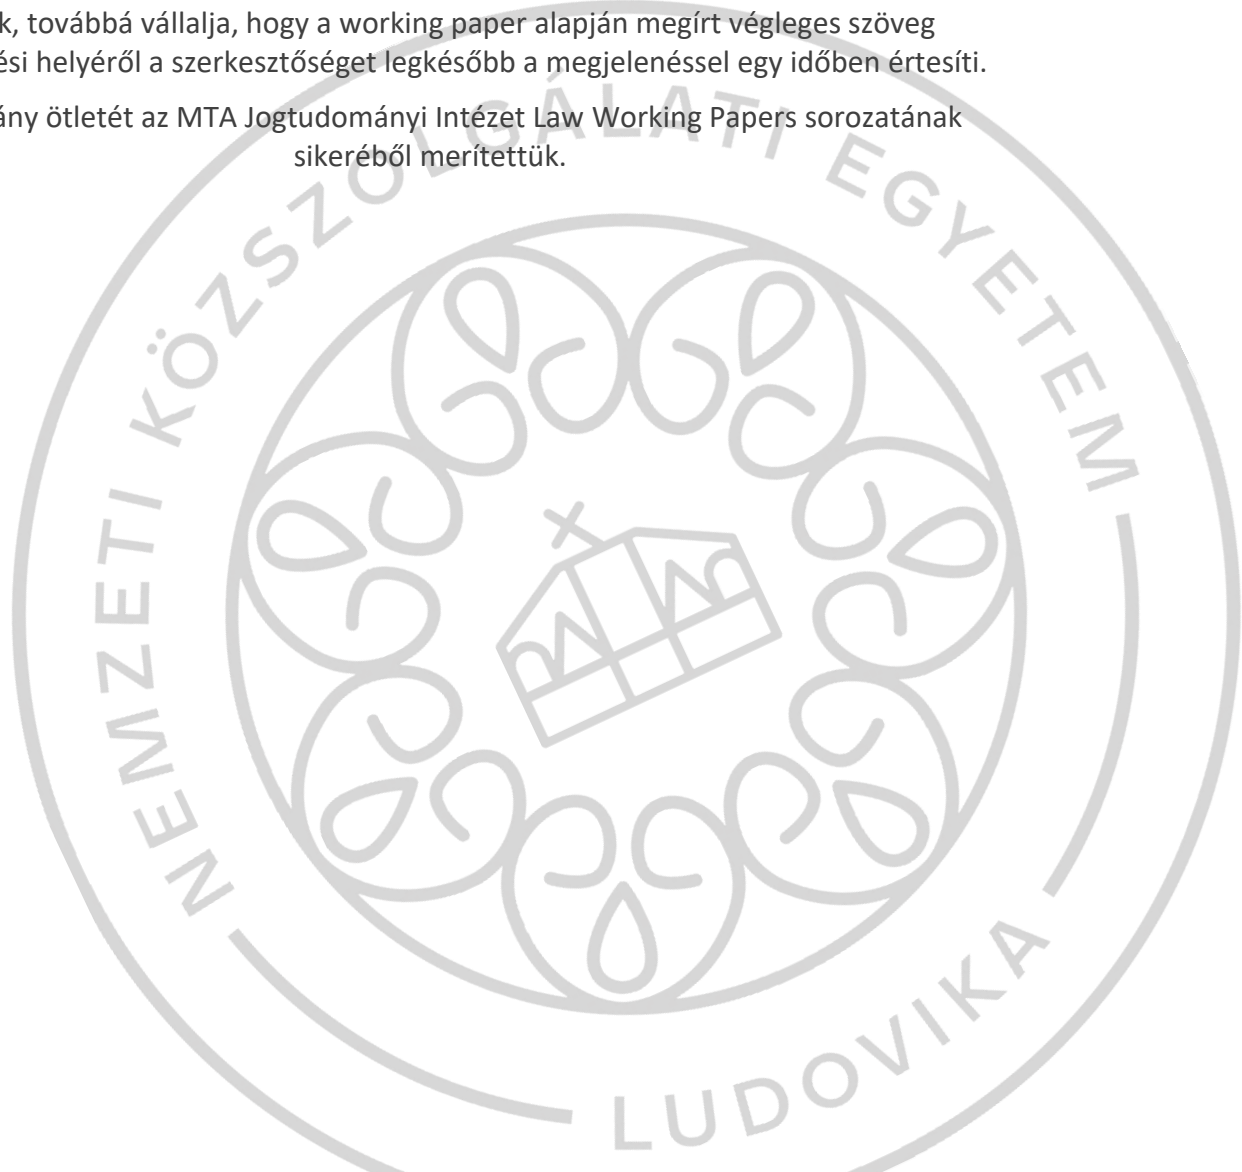 k, továbbá vállalja, hogy a working paper alapján megírt végleges szöveg
ési helyéről a szerkesztőséget legkésőbb a megjelenéssel egy időben értesíti.
ány ötletét az MTA Jogtudományi Intézet Law Working Papers sorozatának
sikeréből merítettük.
NEMZETI KÖZSZOLGÁLATI EGYETEM
LUDOVIKA